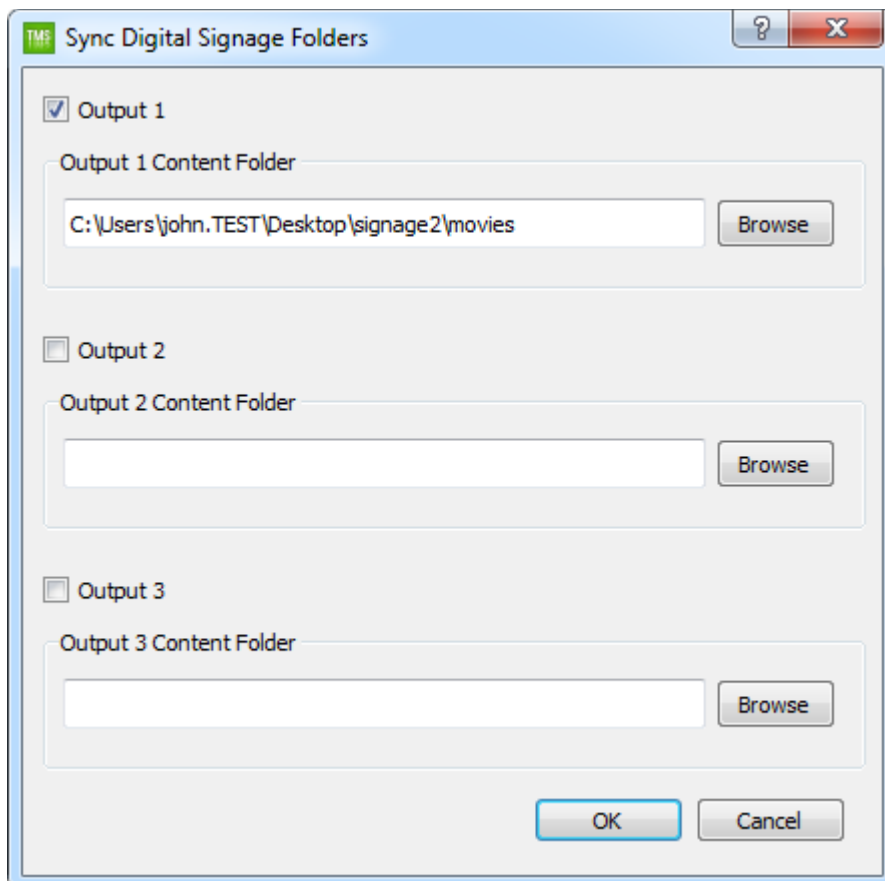 TMS Sync Digital Signage Folders
Output 1
Output 1 Content Folder
C:\Users\john.TEST\Desktop\signage2\movies Browse
Output 2
Output 2 Content Folder
Browse
Output 3
Output 3 Content Folder
Browse
OK Cancel